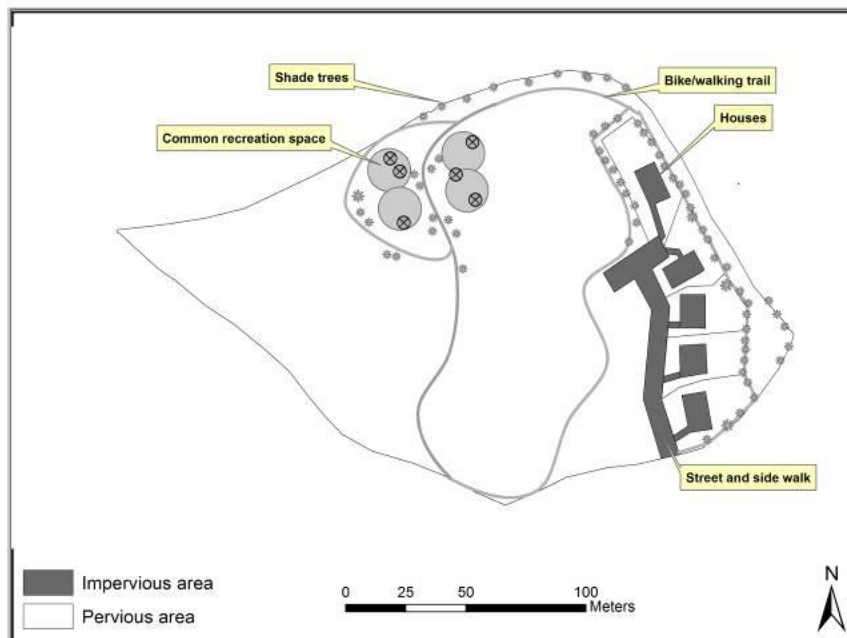 Shade trees
Bike/walking trail
Common recreation space
Houses
Street and side walk
Impervious area
Pervious area
N
0 25 50 100
Meters